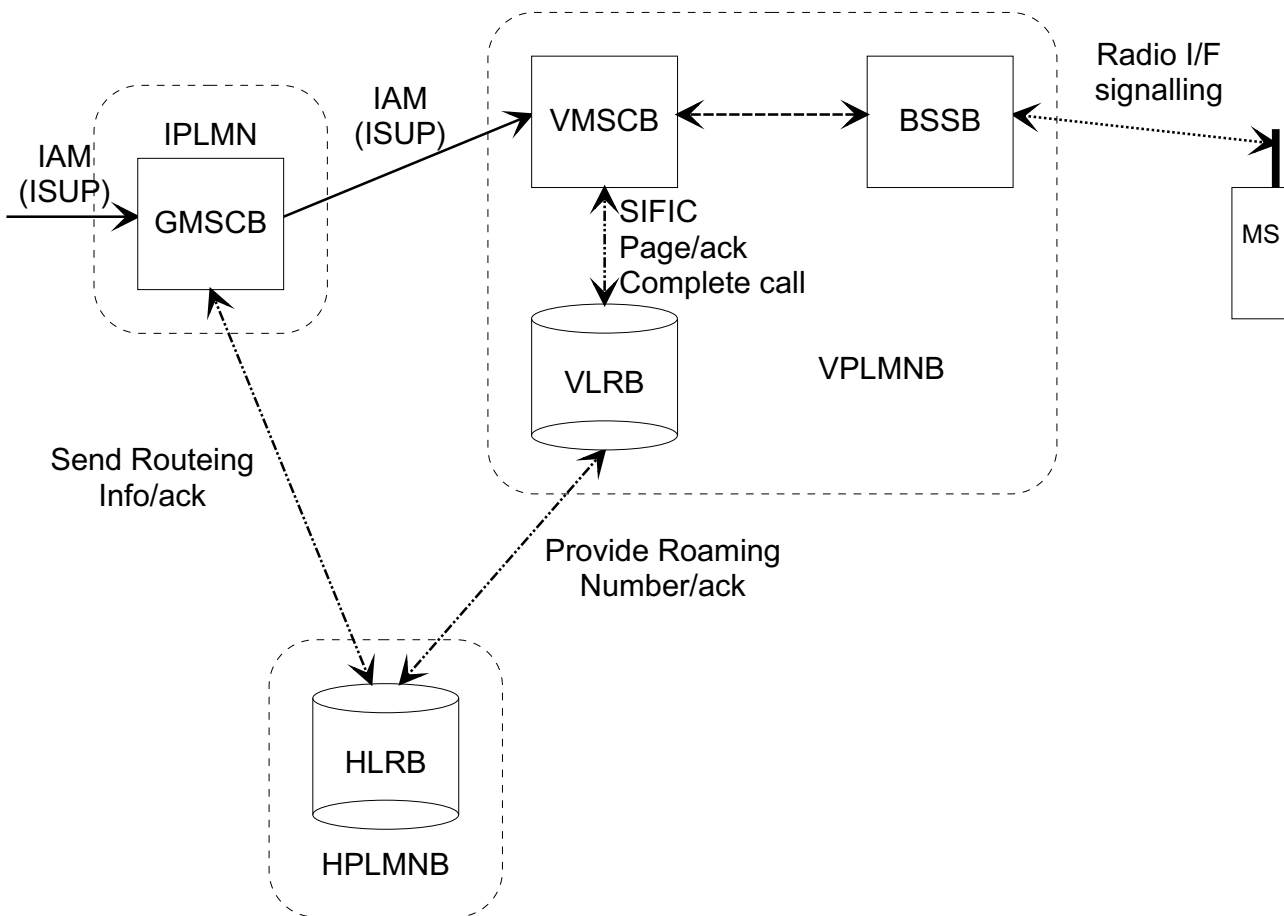 IPLMN
IAM
(ISUP)
GMSCB
IAM
(ISUP)
VMSCB
BSSB
Radio I/F
signalling
MS
SIFIC
Page/ack
Complete call
VLRB
VPLMNB
Send Routeing
Info/ack
Provide Roaming
Number/ack
HLRB
HPLMNB